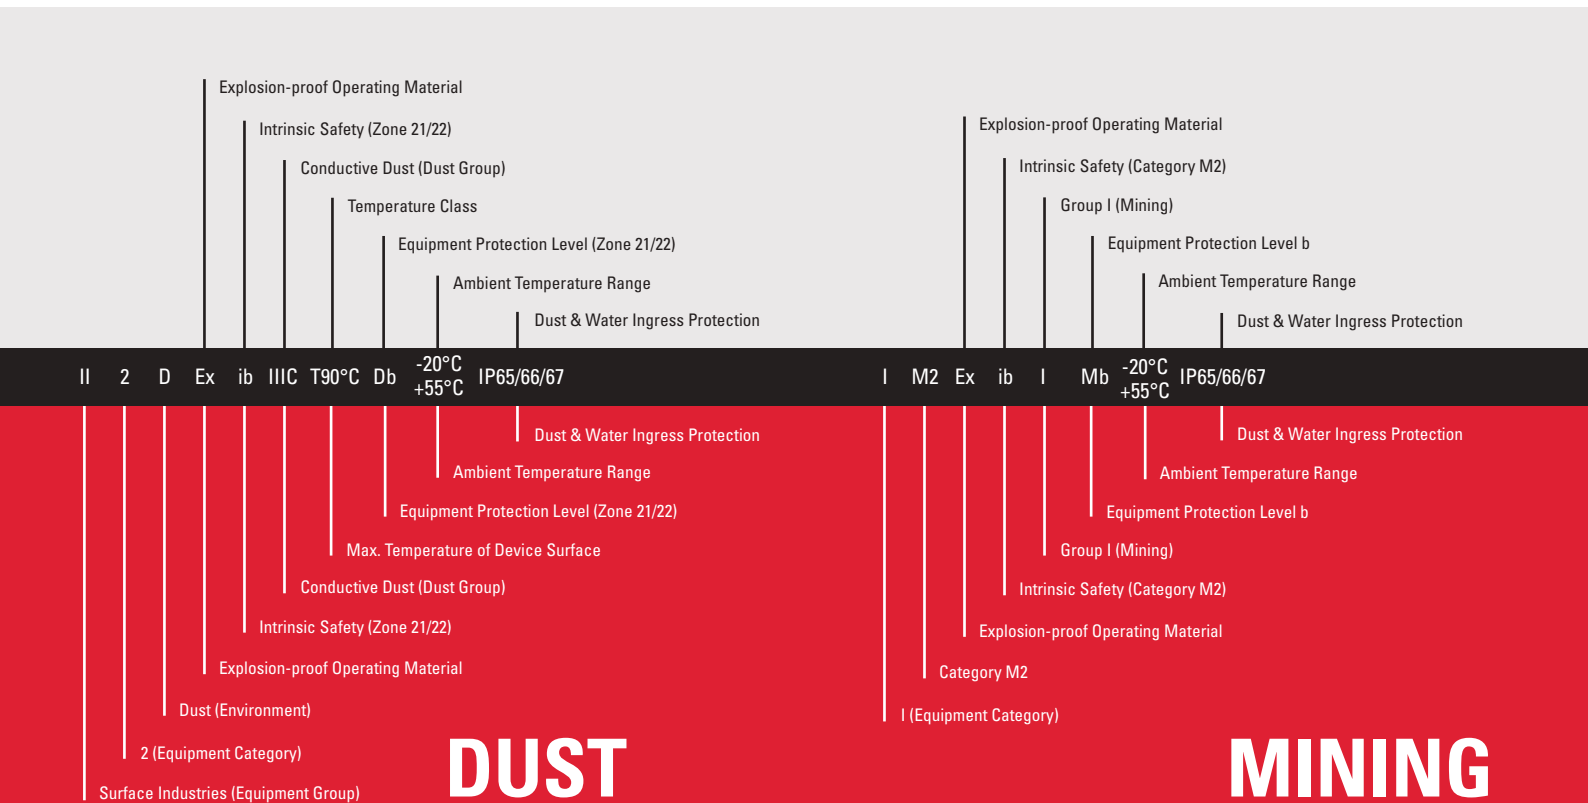 Explosion-proof Operating Material
Intrinsic Safety (Zone 21/22)
Conductive Dust (Dust Group)
Temperature Class
Equipment Protection Level (Zone 21/22)
Ambient Temperature Range
Dust & Water Ingress Protection
II 2 D Ex ib IIIC T90°C Db -20°C +55°C IP65/66/67
Dust & Water Ingress Protection
Ambient Temperature Range
Equipment Protection Level (Zone 21/22)
Max. Temperature of Device Surface
Conductive Dust (Dust Group)
Intrinsic Safety (Zone 21/22)
Explosion-proof Operating Material
Dust (Environment)
2 (Equipment Category)
Surface Industries (Equipment Group)
DUST
Explosion-proof Operating Material
Intrinsic Safety (Category M2)
Group I (Mining)
Equipment Protection Level b
Ambient Temperature Range
Dust & Water Ingress Protection
I M2 Ex ib I Mb -20°C +55°C IP65/66/67
Dust & Water Ingress Protection
Ambient Temperature Range
Equipment Protection Level b
Group I (Mining)
Intrinsic Safety (Category M2)
Explosion-proof Operating Material
Category M2
I (Equipment Category)
MINING